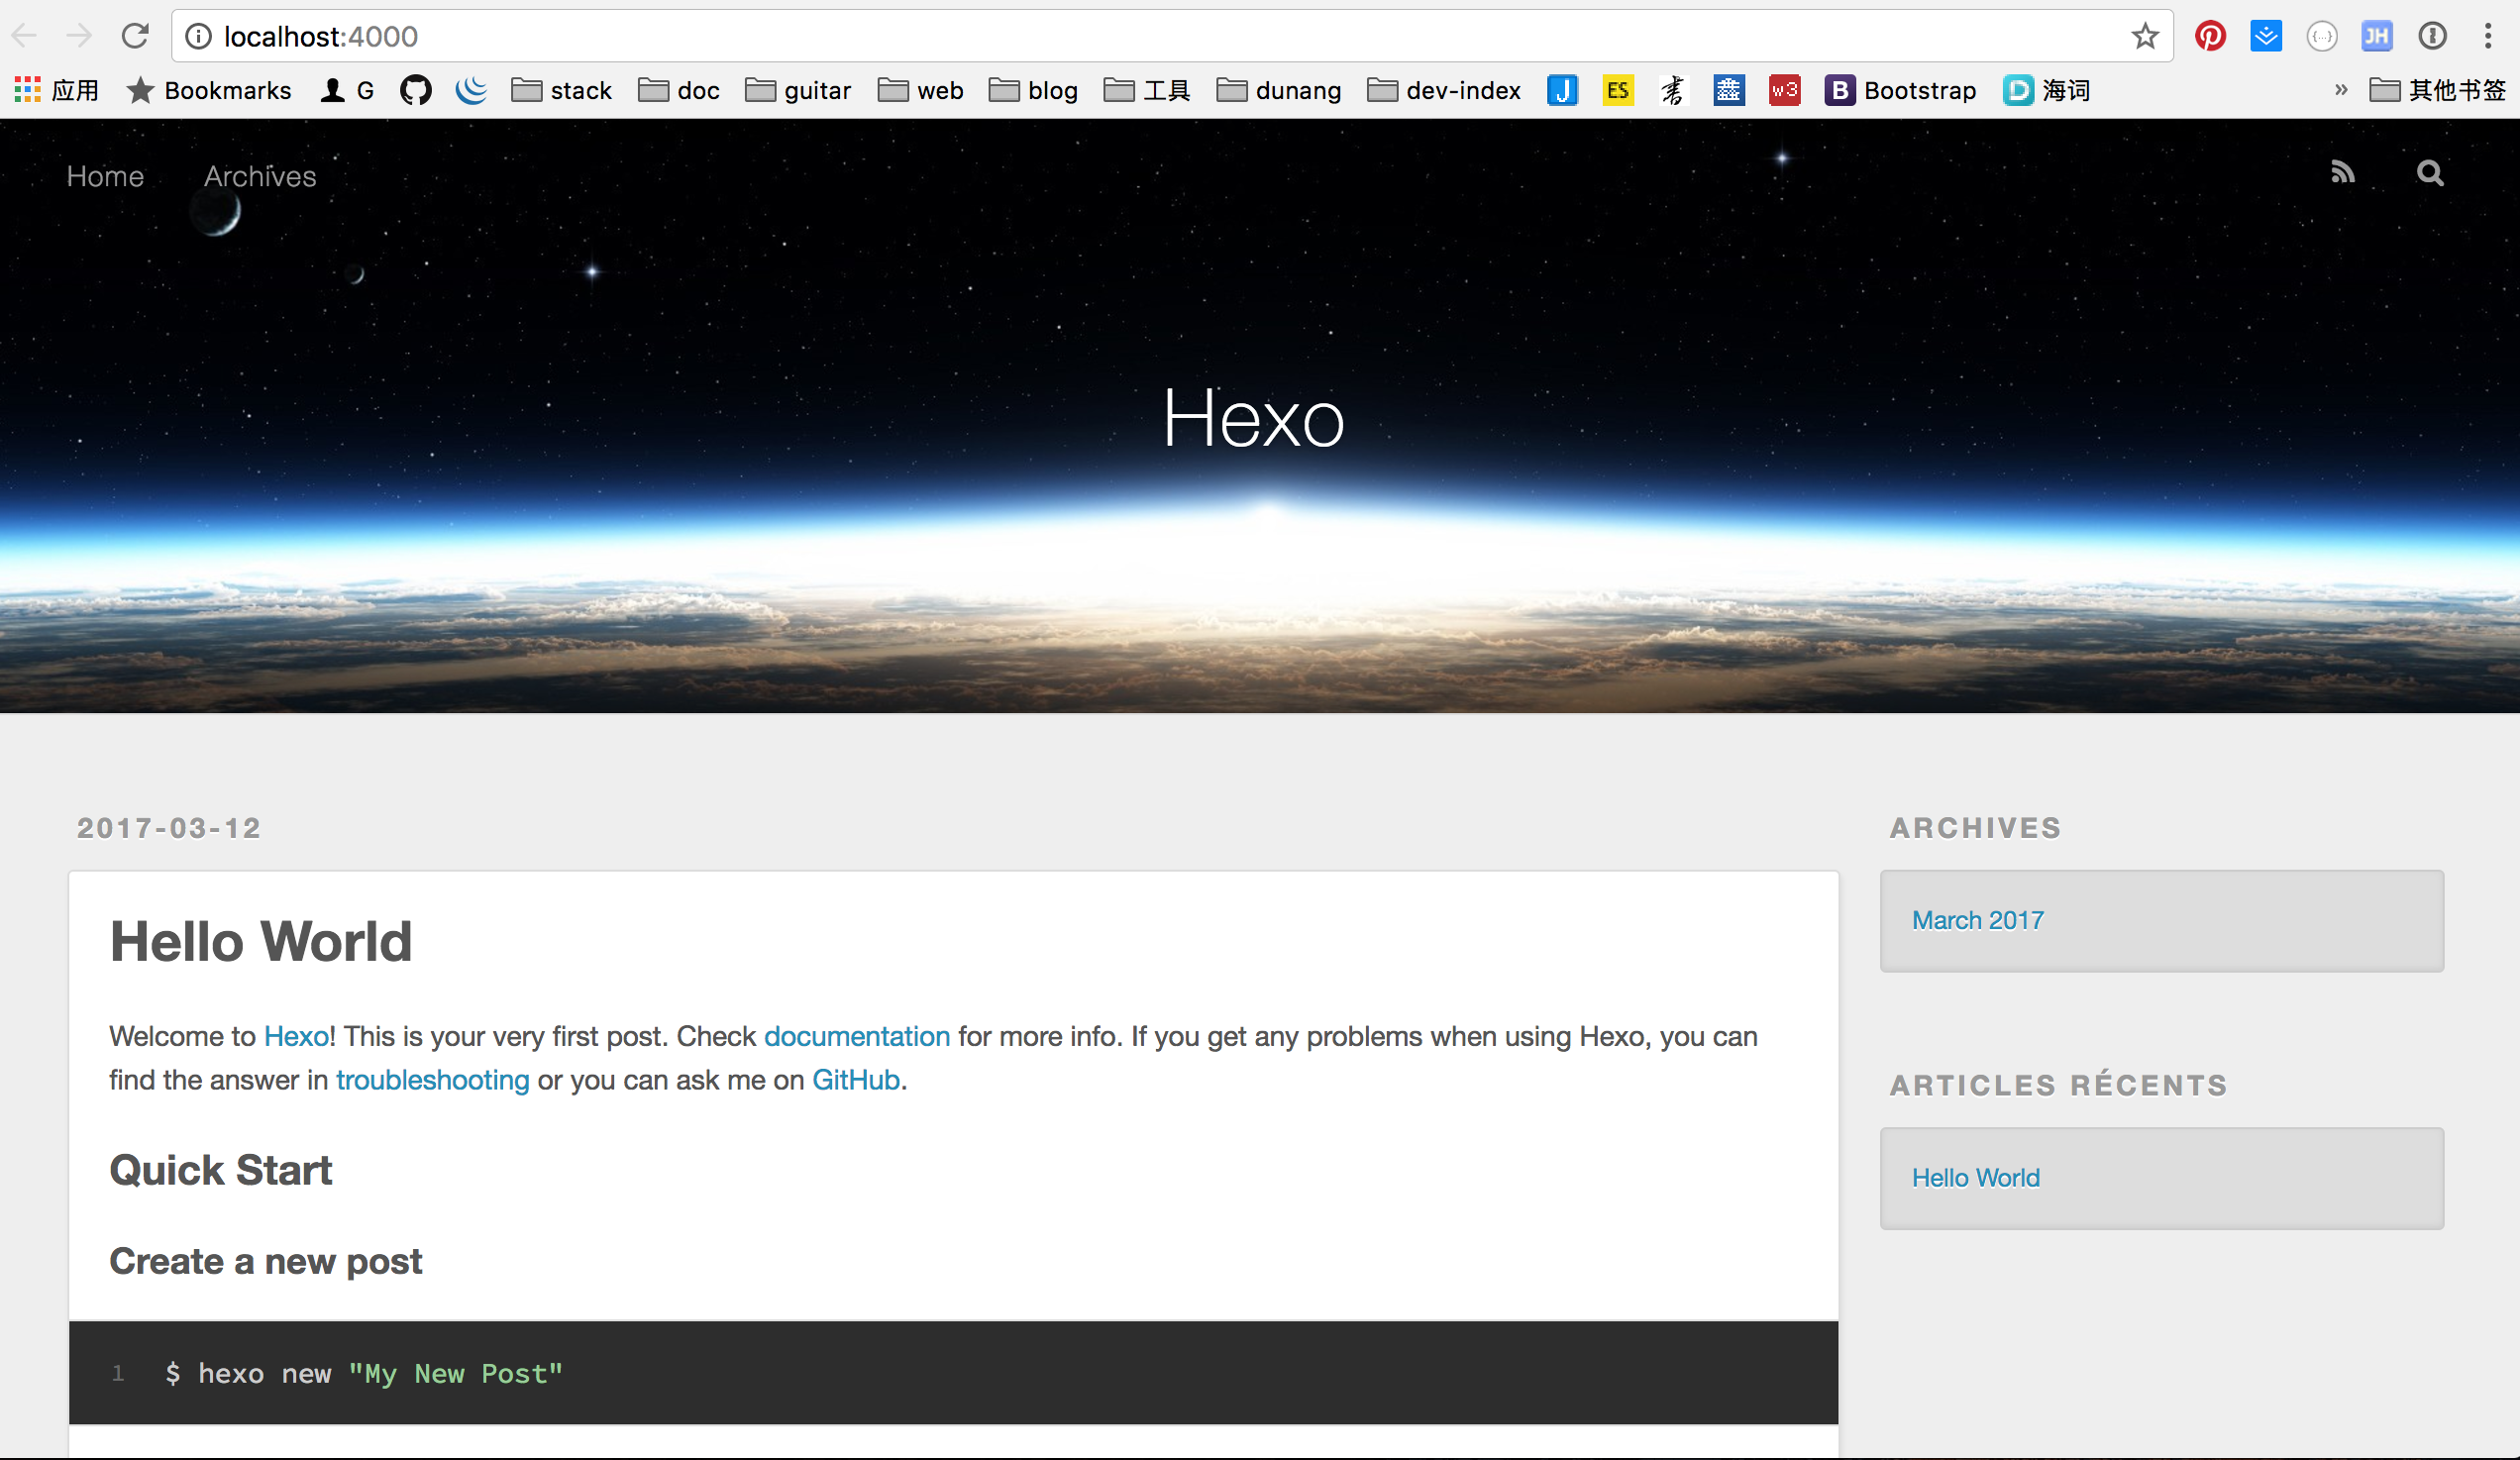 localhost:4000
JH
应用 Bookmarks G stack doc guitar web blog 工具 dunang dev-index J ES 书 鑫 w3 B Bootstrap D 海词 » 其他书签
Home Archives
Hexo
2017-03-12
Hello World
Welcome to Hexo! This is your very first post. Check documentation for more info. If you get any problems when using Hexo, you can
find the answer in troubleshooting or you can ask me on GitHub.
Quick Start
Create a new post
1 $ hexo new "My New Post"
ARCHIVES
March 2017
ARTICLES RÉCENTS
Hello World